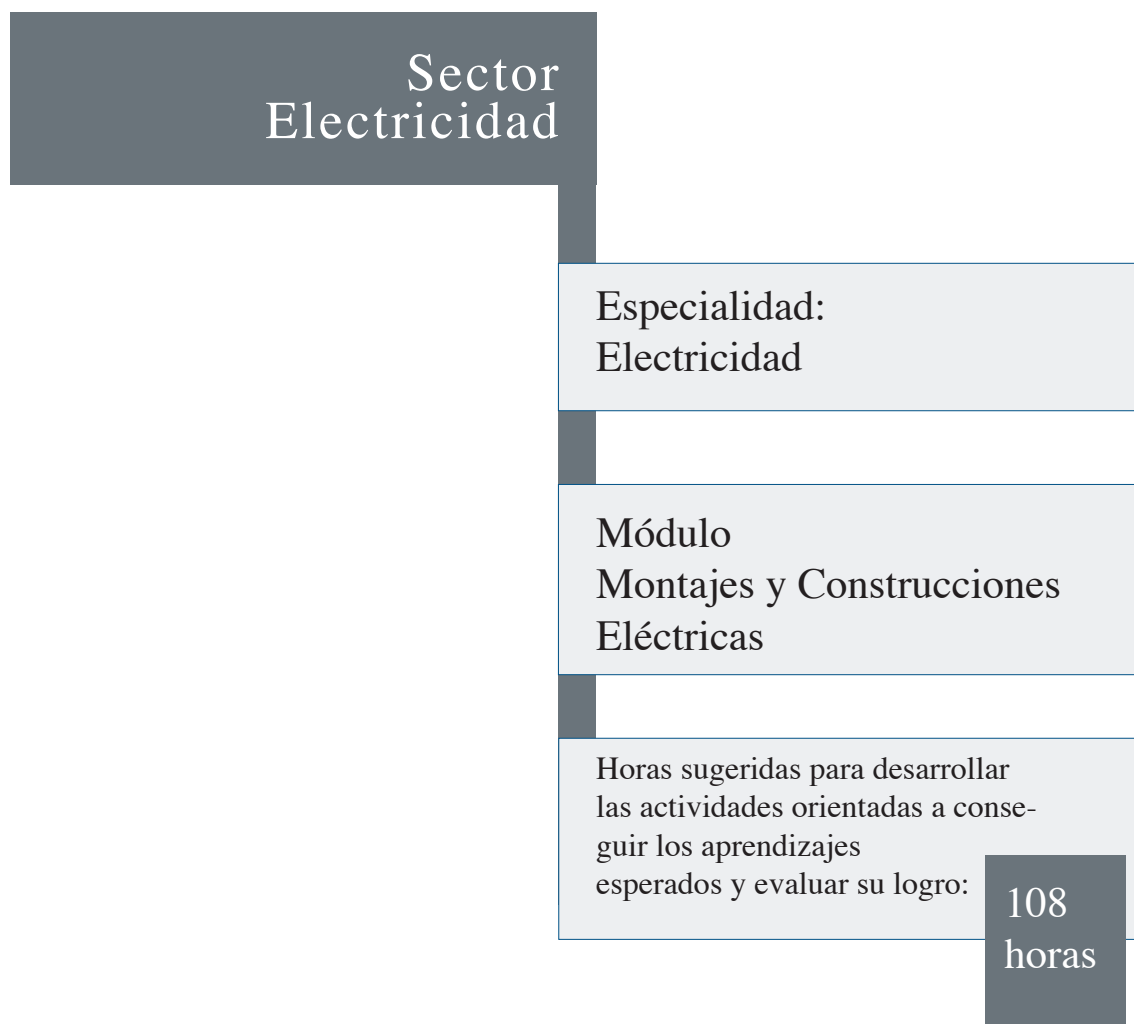 Sector
Electricidad
Especialidad:
Electricidad
Módulo
Montajes y Construcciones
Eléctricas
Horas sugeridas para desarrollar
las actividades orientadas a conse-
guir los aprendizajes
esperados y evaluar su logro:
108
horas